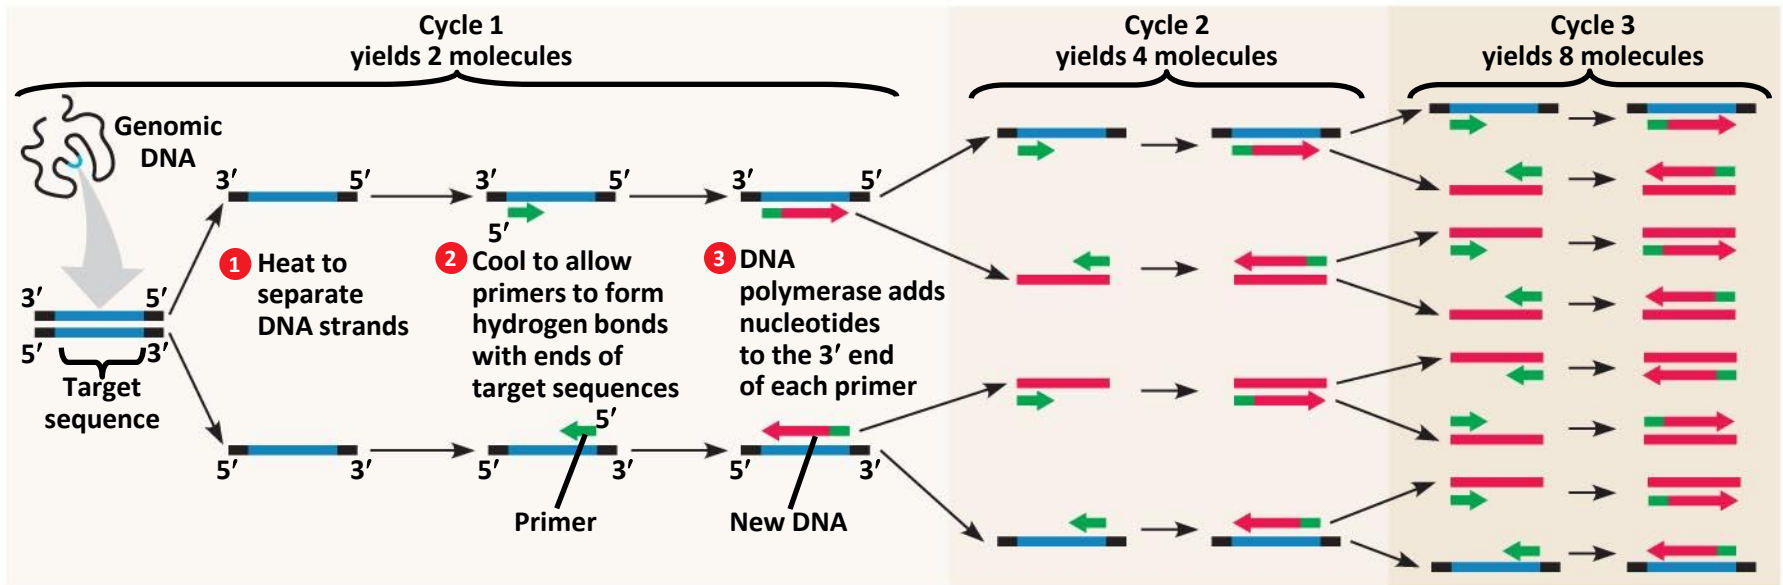 Cycle 1
yields 2 molecules
Cycle 2
yields 4 molecules
Cycle 3
yields 8 molecules
Genomic
DNA
3′ 5′
5′ 3′
Target
sequence
3′ 5′
1 Heat to
separate
DNA strands
5′ 3′
3′ 5′
5′
2 Cool to allow
primers to form
hydrogen bonds
with ends of
target sequences
5′
5′ 3′
Primer
3′ 5′
3 DNA
polymerase adds
nucleotides
to the 3′ end
of each primer
5′ 3′
New DNA